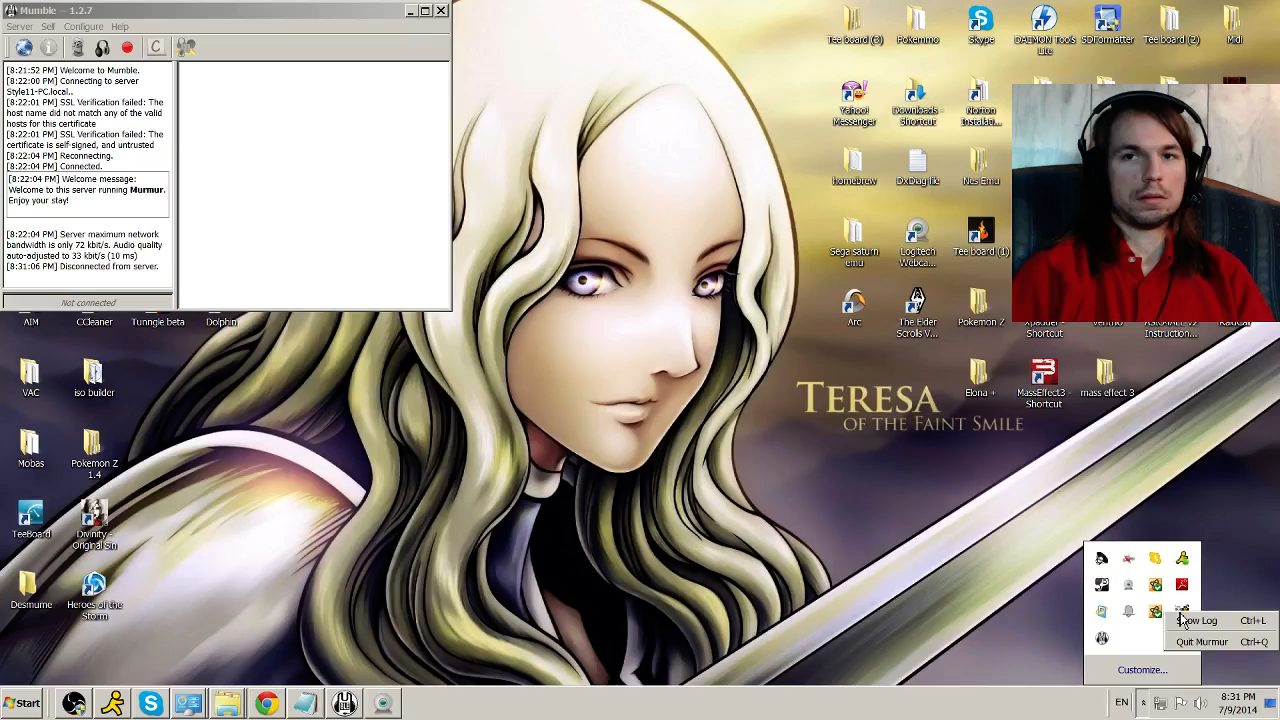 Mumble -- 1.2.7
Server Self Configure Help
[8:21:52 PM] Welcome to Mumble.
[8:22:00 PM] Connecting to server
Style11-PC.local..
[8:22:01 PM] SSL Verification failed: The
host name did not match any of the valid
hosts for this certificate
[8:22:01 PM] SSL Verification failed: The
certificate is self-signed, and untrusted
[8:22:04 PM] Reconnecting.
[8:22:04 PM] Connected.
[8:22:04 PM] Welcome message:
Welcome to this server running Murmur.
Enjoy your stay!
[8:22:04 PM] Server maximum network
bandwidth is only 72 kbit/s. Audio quality
auto-adjusted to 33 kbit/s (10 ms)
[8:31:06 PM] Disconnected from server.
Not connected
Tee board (3) Pokemmo Skype DAEMON Tools SDFormatter Tee board (2) Midi
Lite
Yahoo! Downloads - Norton
Messenger Shortcut Installati...
homebrew DxDiag file Nes Emu
Sega saturn Logitech Tee board (1)
emu Webca...
Arc The Elder Pokemon Z
Scrolls V... Shortcut Instruction...
AIM CCleaner Turingle beta Dolphin
VAC iso builder
Elona + MassEffect3 - mass effect 3
Shortcut
TERESA
OF THE FAINT SMILE
Mobas Pokemon Z
1.4
TeeBoard Divinity -
Original Sin
Desmume Heroes of the
Storm
Show Log Ctrl+L
Quit Murmur Ctrl+Q
Customize...
Start
EN
8:31 PM
7/9/2014